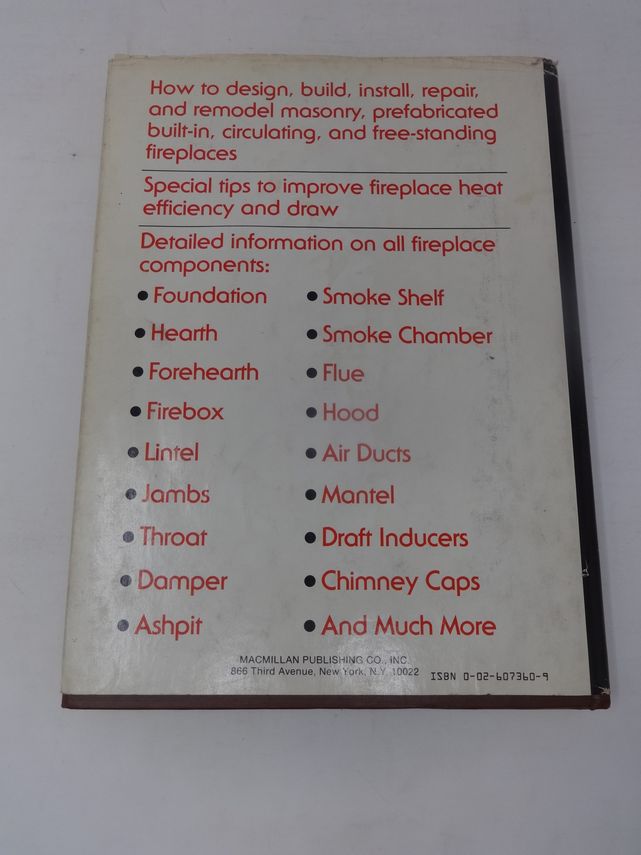 How to design, build, install, repair,
and remodel masonry, prefabricated
built-in, circulating, and free-standing
fireplaces
Special tips to improve fireplace heat
efficiency and draw
Detailed information on all fireplace
components:
• Foundation
• Hearth
• Forehearth
• Firebox
• Lintel
• Jambs
• Throat
• Damper
• Ashpit
• Smoke Shelf
• Smoke Chamber
• Flue
• Hood
• Air Ducts
• Mantel
• Draft Inducers
• Chimney Caps
• And Much More
MACMILLAN PUBLISHING CO., INC.
866 Third Avenue, New York, N.Y. 10022
ISBN 0-02-607360-9